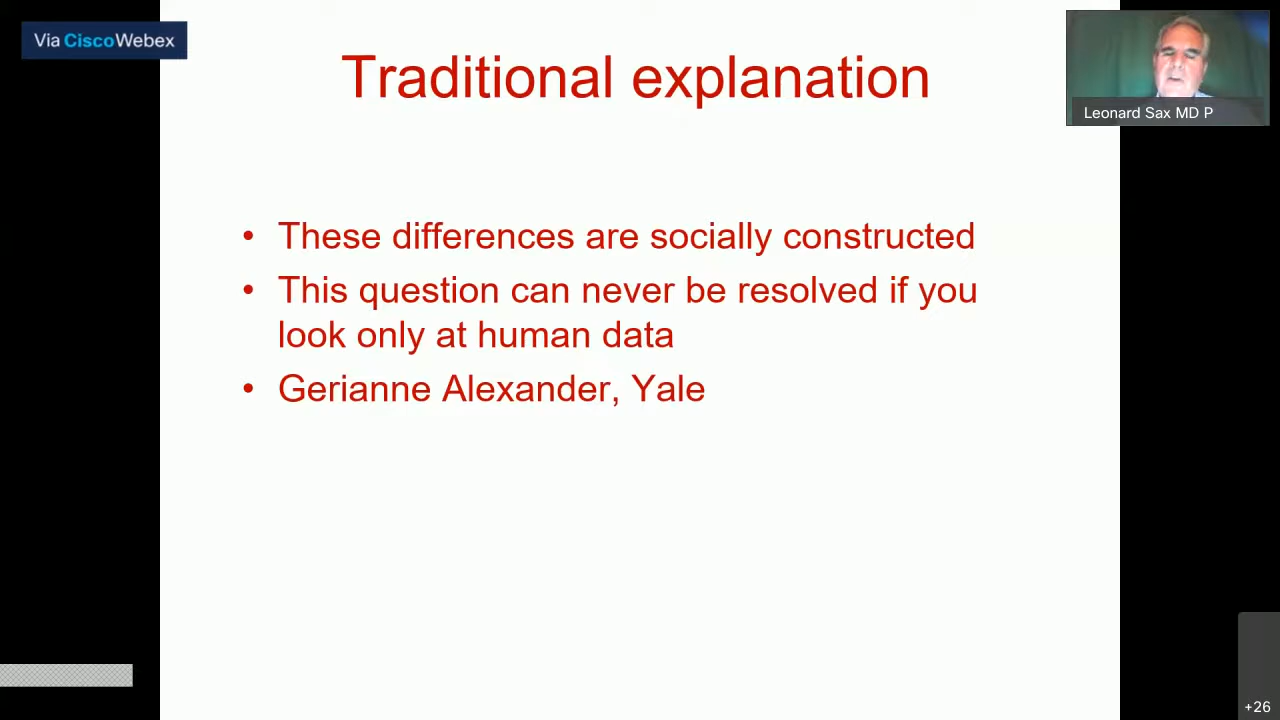 Via CiscoWebex
Traditional explanation
Leonard Sax MD P
• These differences are socially constructed
• This question can never be resolved if you
look only at human data
• Gerianne Alexander, Yale
+26